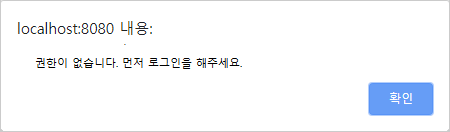 localhost:8080 내용:
권한이 없습니다. 먼저 로그인을 해주세요.
확인